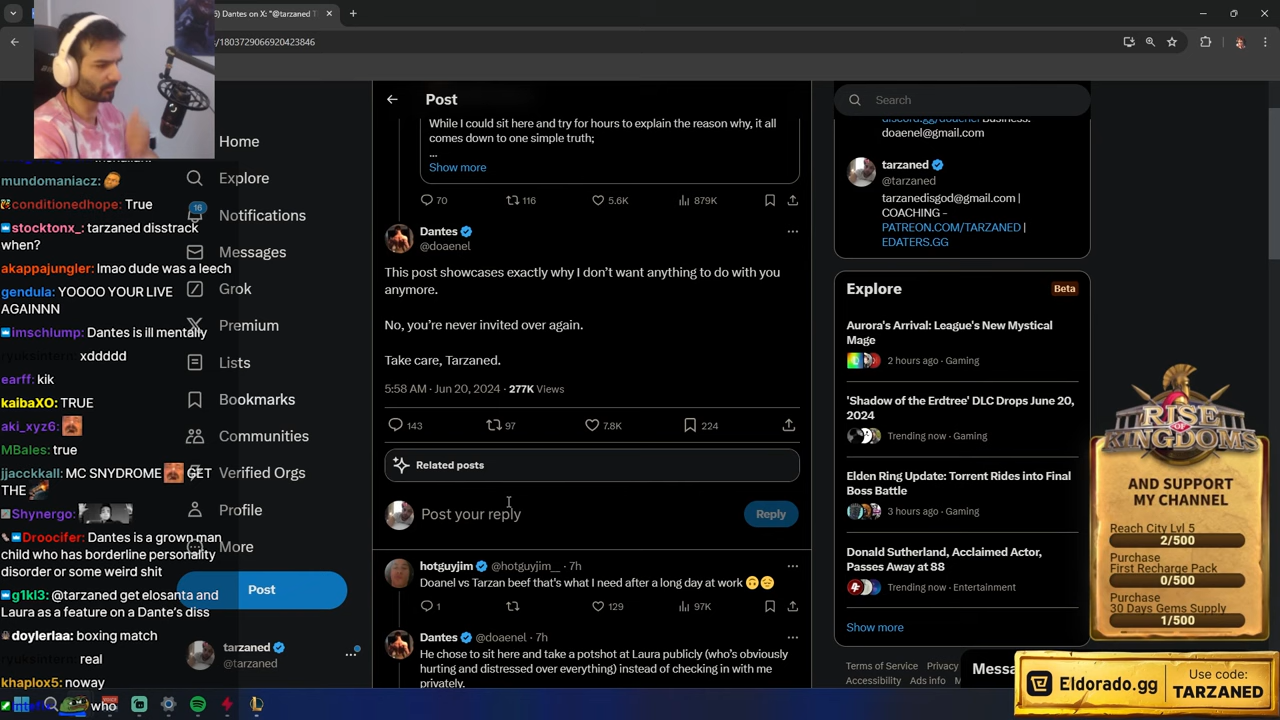 Dantes on X: "@tarzaned T
/1803729066920423846
mundomaniacz:
conditionedhope: True
stocktonx_: tarzaned disstrack
when?
akappajungler: lmao dude was a leech
gendula: YOOOO YOUR LIVE
AGAINNN
imschlump: Dantes is ill mentally
xddddd
earff: kik
kaibaXO: TRUE
aki_xyz6:
MBales: true
jjacckkall: MC SNYDROME GET
THE
Shynergo:
Droocifer: Dantes is a grown man
child who has borderline personality
disorder or some weird shit
g1kl3: @tarzaned get elosanta and
Laura as a feature on a Dante's diss
doylerlaa: boxing match
real
khaplox5: noway
who
Home
Explore
16
Notifications
Messages
Grok
Premium
Lists
Bookmarks
Communities
Verified Orgs
Profile
More
Post
tarzaned
@tarzaned
Post
While I could sit here and try for hours to explain the reason why, it all
comes down to one simple truth;
...
Show more
70 116 5.6K 879K
Dantes
@doaenel
This post showcases exactly why I don't want anything to do with you
anymore.
No, you're never invited over again.
Take care, Tarzaned.
5:58 AM · Jun 20, 2024 · 277K Views
143 97 7.8K 224
Related posts
Post your reply
Reply
hotguyjim @hotguyjim__ · 7h
Doanel vs Tarzan beef that's what I need after a long day at work
1 129 97K
Dantes @doaenel · 7h
He chose to sit here and take a potshot at Laura publicly (who's obviously
hurting and distressed over everything) instead of checking in with me
privately.
Search
discord.gg/doaenel Business:
doaenel@gmail.com
tarzaned
@tarzaned
tarzanedisgod@gmail.com |
COACHING -
PATREON.COM/TARZANED |
EDATERS.GG
Explore
Beta
Aurora's Arrival: League's New Mystical
Mage
2 hours ago · Gaming
'Shadow of the Erdtree' DLC Drops June 20,
2024
Trending now · Gaming
Elden Ring Update: Torrent Rides into Final
Boss Battle
3 hours ago · Gaming
Donald Sutherland, Acclaimed Actor,
Passes Away at 88
Trending now · Entertainment
Show more
Terms of Service Privacy
Accessibility Ads info
Mess
RISE
OF
KINGDOMS
AND SUPPORT
MY CHANNEL
Reach City Lvl 5
2/500
Purchase
First Recharge Pack
0/500
Purchase
30 Days Gems Supply
1/500
Eldorado.gg
Use code:
TARZANED